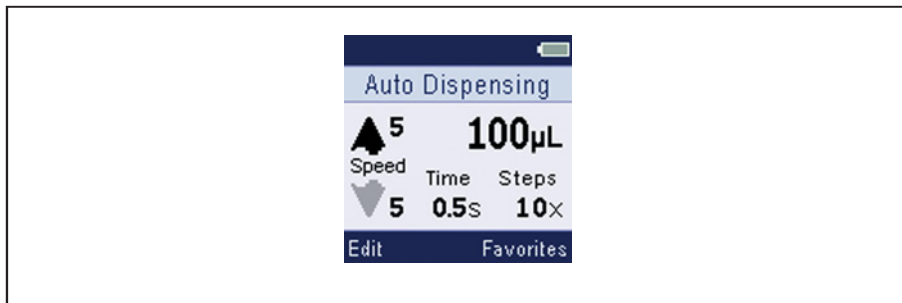 Auto Dispensing
5 100µL
Speed
Time Steps
5 0.5s 10x
Edit Favorites